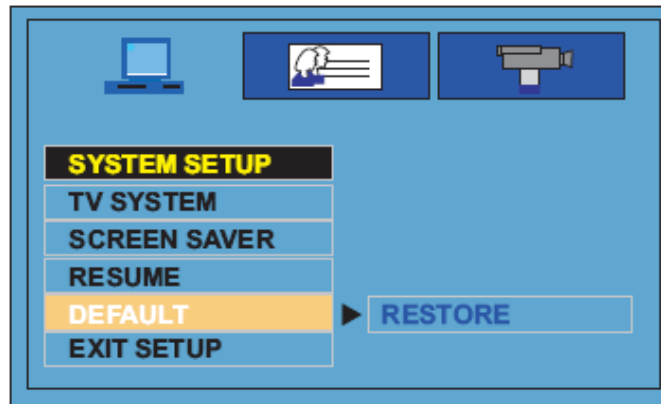 SYSTEM SETUP
TV SYSTEM
SCREEN SAVER
RESUME
DEFAULT RESTORE
EXIT SETUP